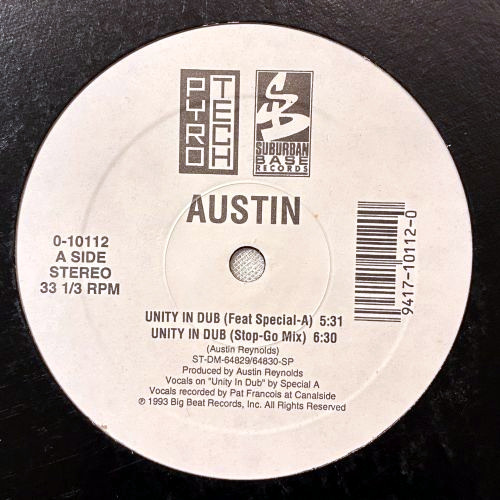 PYRO
TECH
SUBURBAN
BASE
RECORDS
AUSTIN
0-10112
A SIDE
STEREO
33 1/3 RPM
9417-10112-0
UNITY IN DUB (Feat Special-A) 5:31
UNITY IN DUB (Stop-Go Mix) 6:30
(Austin Reynolds)
ST-DM-64829/64830-SP
Produced by Austin Reynolds
Vocals on "Unity In Dub" by Special A
Vocals recorded by Pat Francois at Canalside
℗ 1993 Big Beat Records, Inc. All Rights Reserved